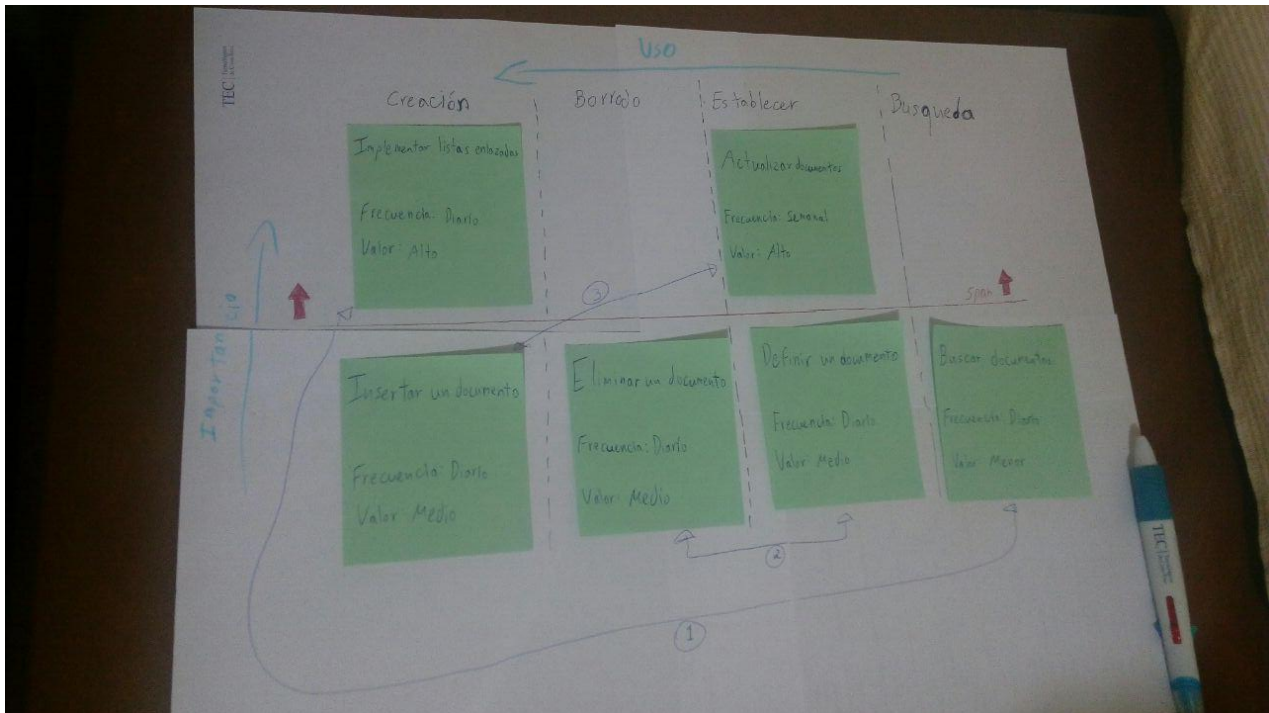 TEC
USO
Creación
Borrado
Establecer
Búsqueda
Implementar listas enlazadas
Frecuencia: Diario
Valor: Alto
Actualizar documentos
Frecuencia: Semanal
Valor: Alto
3
Span
Importancia
Insertar un documento
Frecuencia: Diario
Valor: Medio
Eliminar un documento
Frecuencia: Diario
Valor: Medio
Definir un documento
Frecuencia: Diario
Valor: Medio
Buscar documentos
Frecuencia: Diario
Valor: Menor
2
1
TEC